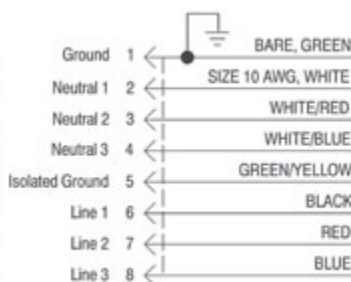 Ground 1 BARE, GREEN
Neutral 1 2 SIZE 10 AWG, WHITE
Neutral 2 3 WHITE/RED
Neutral 3 4 WHITE/BLUE
Isolated Ground 5 GREEN/YELLOW
Line 1 6 BLACK
Line 2 7 RED
Line 3 8 BLUE